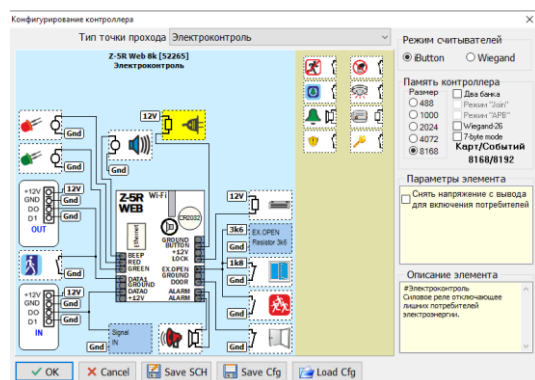 Конфигурирование контроллера
Тип точки прохода
Электроконтроль
Z-5R Web 8k [52265]
Электроконтроль
12V
Gnd
Gnd
Gnd
+12V
GND
DO
D1
12V
Gnd
OUT
Z-5R
WEB
Wi-Fi
Ethernet
CR2032
GROUND
BUTTON
+12V
LOCK
BEEP
RED
GREEN
EX.OPEN
GROUND
DOOR
DATA1
GROUND
DATA0
+12V
ALARM
ALARM
Gnd
+12V
GND
DO
D1
12V
Gnd
Gnd
IN
Signal
IN
Gnd
12V
3k6
EX.OPEN
Resistor 3k6
Gnd
1k8
Gnd
Gnd
Gnd
Режим считывателей
iButton
Wiegand
Память контроллера
Размер
488
1000
2024
4072
8168
Два банка
Режим "Join"
Режим "APB"
Wiegand-26
7-byte mode
Карт/Событий
8168/8192
Параметры элемента
Снять напряжение с вывода
для включения потребителей
Описание элемента
#Электроконтроль
Силовое реле отключающее
лишних потребителей
электроэнергии.
OK
Cancel
Save SCH
Save Cfg
Load Cfg